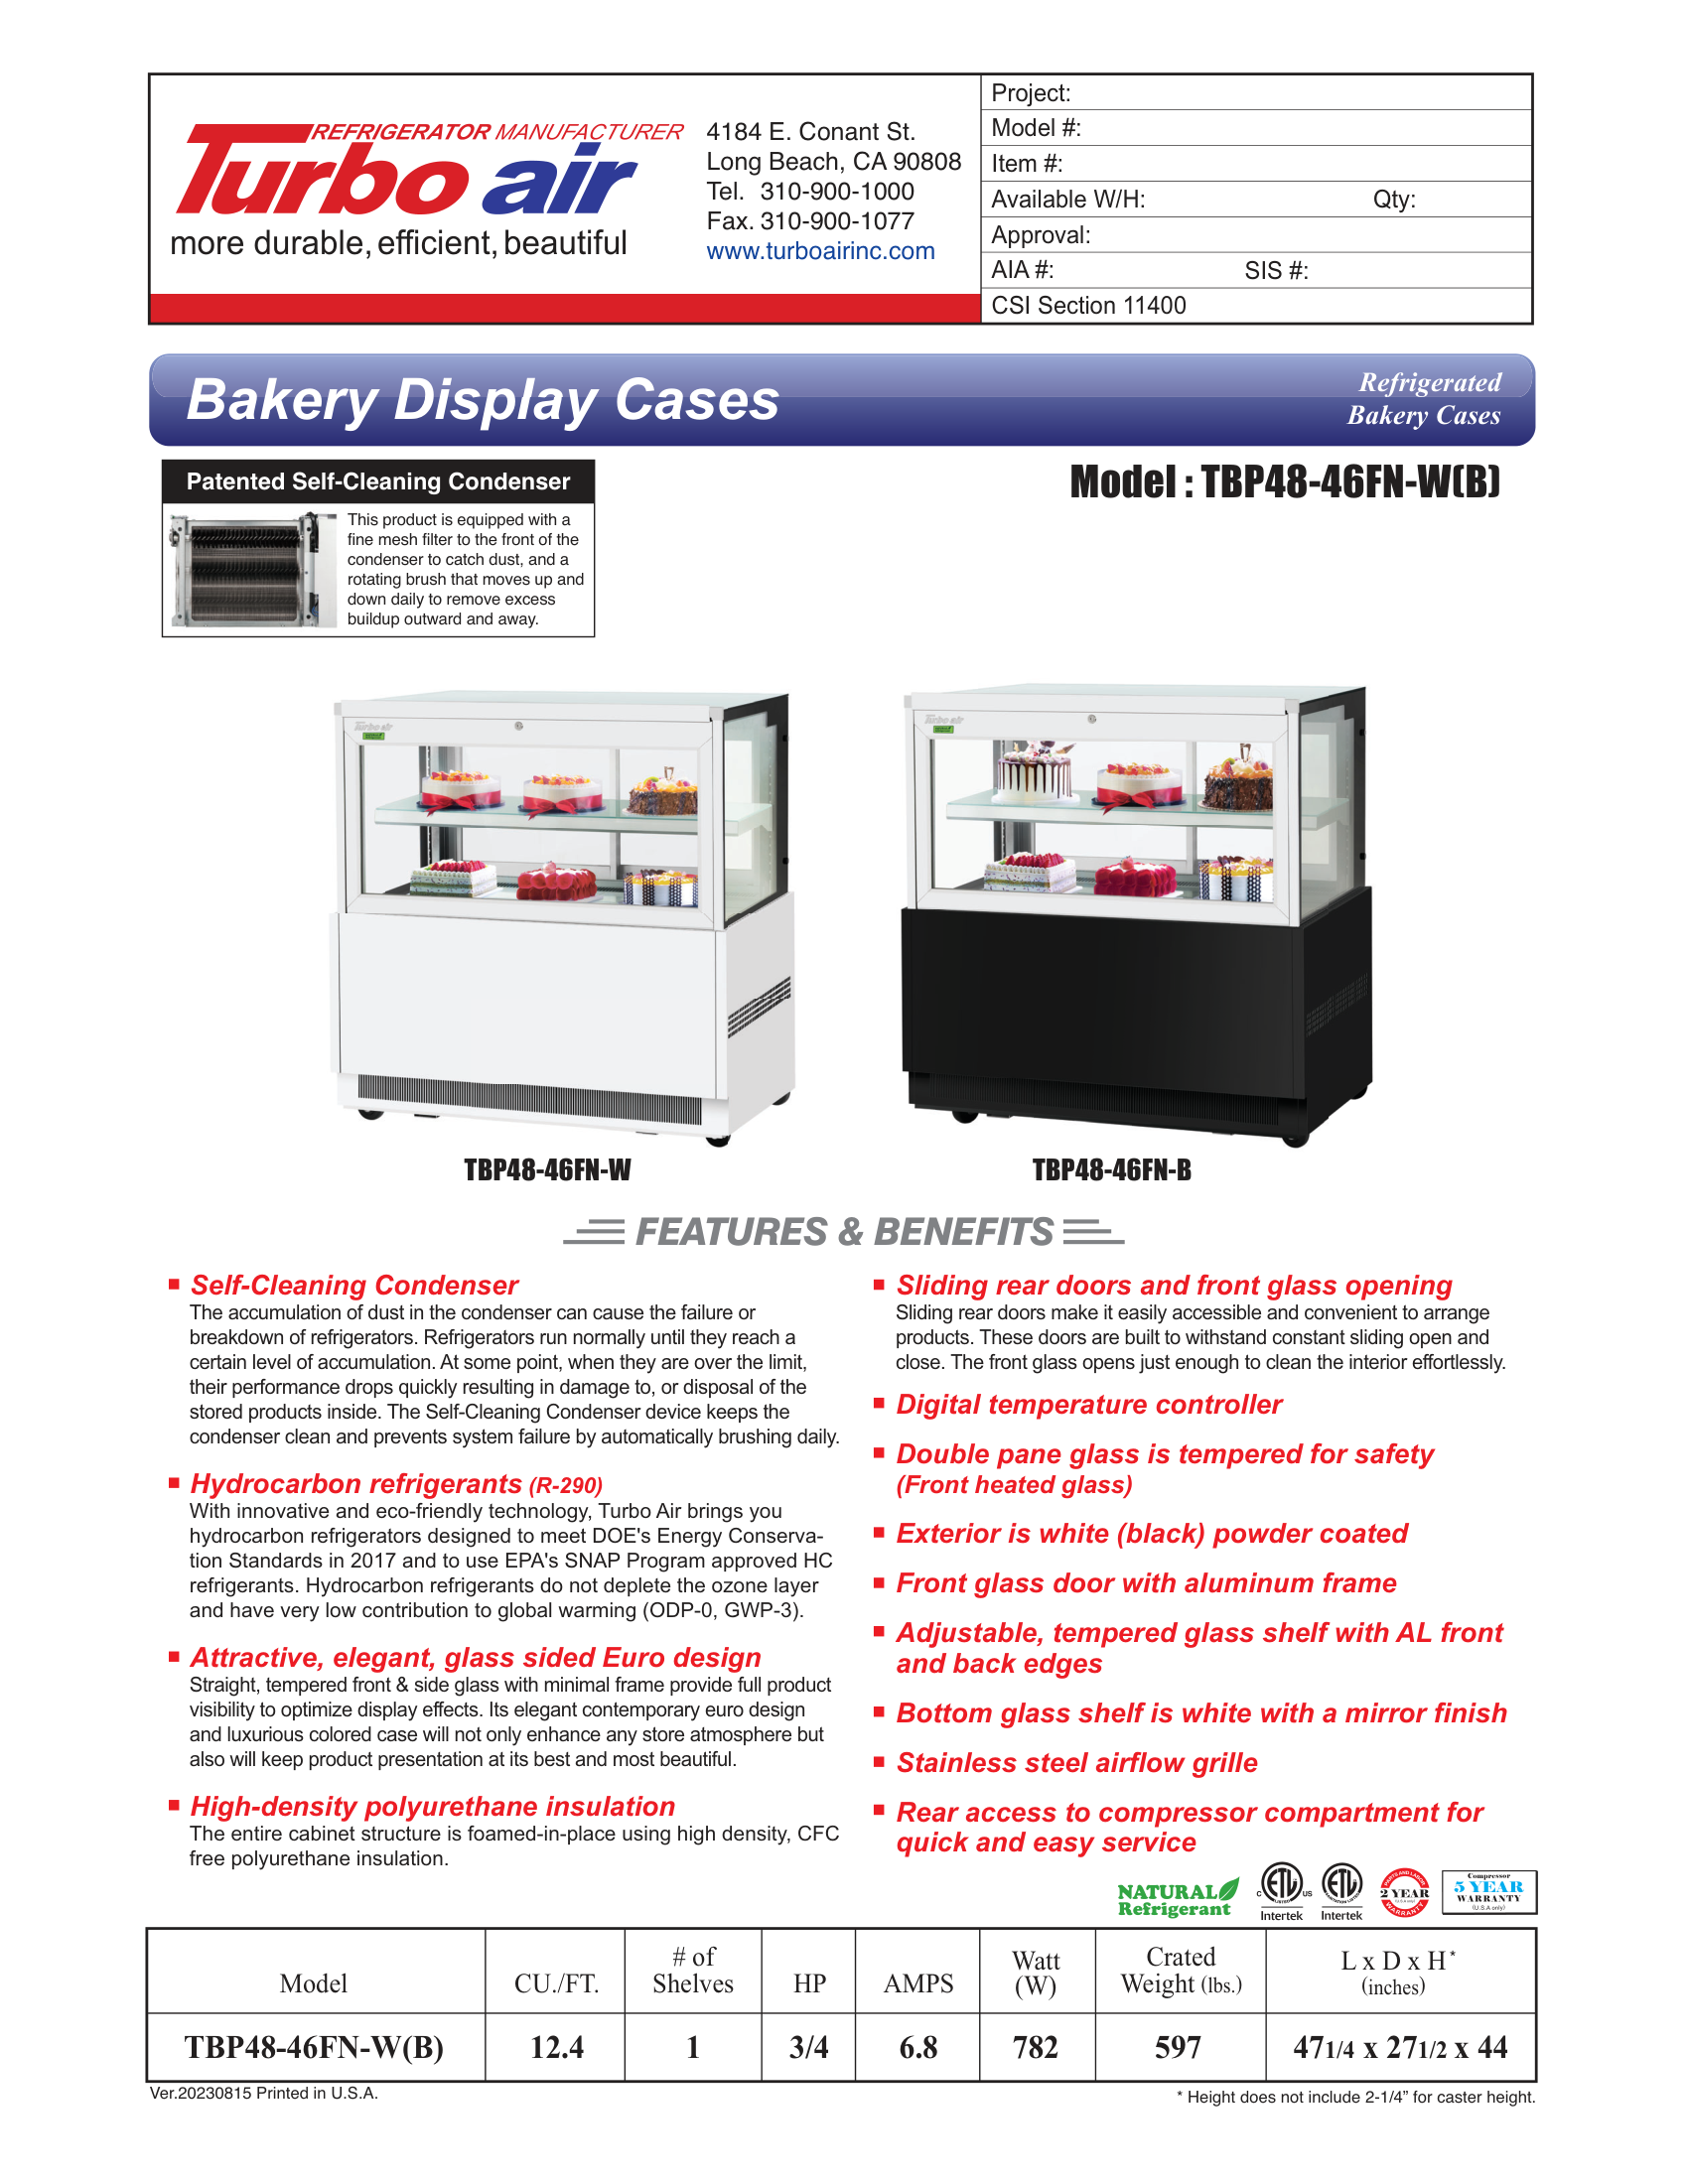 REFRIGERATOR MANUFACTURER
Turbo air
more durable, efficient, beautiful
4184 E. Conant St.
Long Beach, CA 90808
Tel. 310-900-1000
Fax. 310-900-1077
www.turboairinc.com
Project:
Model #:
Item #:
Available W/H: Qty:
Approval:
AIA #: SIS #:
CSI Section 11400
Bakery Display Cases
Refrigerated
Bakery Cases
Patented Self-Cleaning Condenser
This product is equipped with a
fine mesh filter to the front of the
condenser to catch dust, and a
rotating brush that moves up and
down daily to remove excess
buildup outward and away.
Model : TBP48-46FN-W(B)
Turbo air
Turbo air
TBP48-46FN-W
TBP48-46FN-B
FEATURES & BENEFITS
Self-Cleaning Condenser
The accumulation of dust in the condenser can cause the failure or
breakdown of refrigerators. Refrigerators run normally until they reach a
certain level of accumulation. At some point, when they are over the limit,
their performance drops quickly resulting in damage to, or disposal of the
stored products inside. The Self-Cleaning Condenser device keeps the
condenser clean and prevents system failure by automatically brushing daily.
Hydrocarbon refrigerants (R-290)
With innovative and eco-friendly technology, Turbo Air brings you
hydrocarbon refrigerators designed to meet DOE's Energy Conserva-
tion Standards in 2017 and to use EPA's SNAP Program approved HC
refrigerants. Hydrocarbon refrigerants do not deplete the ozone layer
and have very low contribution to global warming (ODP-0, GWP-3).
Attractive, elegant, glass sided Euro design
Straight, tempered front & side glass with minimal frame provide full product
visibility to optimize display effects. Its elegant contemporary euro design
and luxurious colored case will not only enhance any store atmosphere but
also will keep product presentation at its best and most beautiful.
High-density polyurethane insulation
The entire cabinet structure is foamed-in-place using high density, CFC
free polyurethane insulation.
Sliding rear doors and front glass opening
Sliding rear doors make it easily accessible and convenient to arrange
products. These doors are built to withstand constant sliding open and
close. The front glass opens just enough to clean the interior effortlessly.
Digital temperature controller
Double pane glass is tempered for safety
(Front heated glass)
Exterior is white (black) powder coated
Front glass door with aluminum frame
Adjustable, tempered glass shelf with AL front
and back edges
Bottom glass shelf is white with a mirror finish
Stainless steel airflow grille
Rear access to compressor compartment for
quick and easy service
NATURAL
Refrigerant
C ETL US
Intertek
ETL
Intertek
PARTS AND LABOR
2 YEAR
WARRANTY
Compressor
5 YEAR
WARRANTY
(U.S.A only)
Model CU./FT. # of Shelves HP AMPS Watt (W) Crated Weight (lbs.) L x D x H* (inches)
TBP48-46FN-W(B) 12.4 1 3/4 6.8 782 597 47 1/4 x 27 1/2 x 44
Ver.20230815 Printed in U.S.A.
* Height does not include 2-1/4” for caster height.